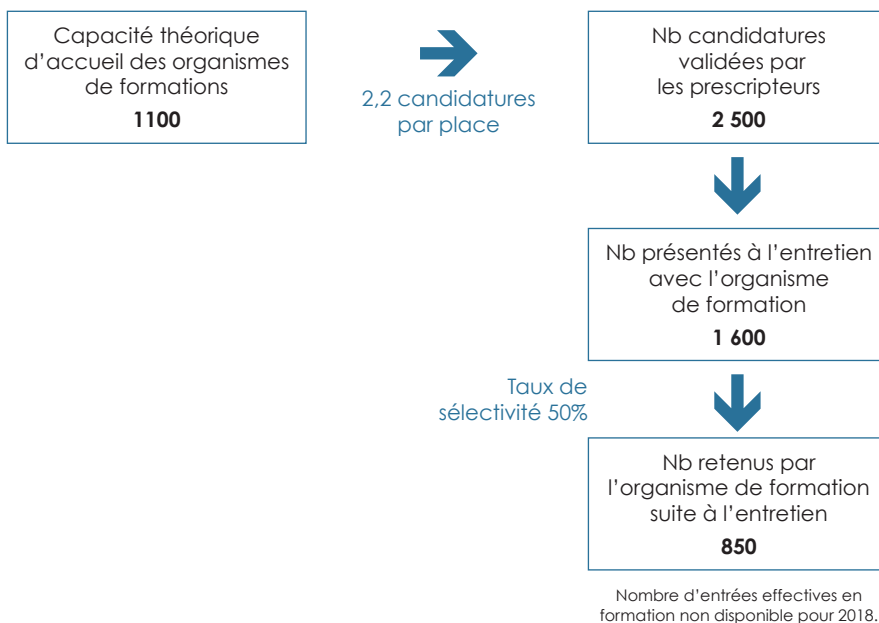 Capacité théorique
d'accueil des organismes
de formations
1100
2,2 candidatures
par place
Nb candidatures
validées par
les prescripteurs
2 500
Nb présentés à l'entretien
avec l'organisme
de formation
1 600
Taux de
sélectivité 50%
Nb retenus par
l'organisme de formation
suite à l'entretien
850
Nombre d'entrées effectives en
formation non disponible pour 2018.